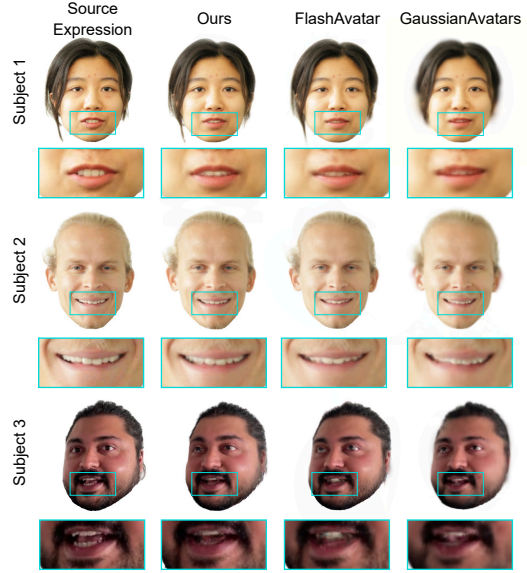 Source
Expression
Ours
FlashAvatar
GaussianAvatars
Subject 1
Subject 2
Subject 3